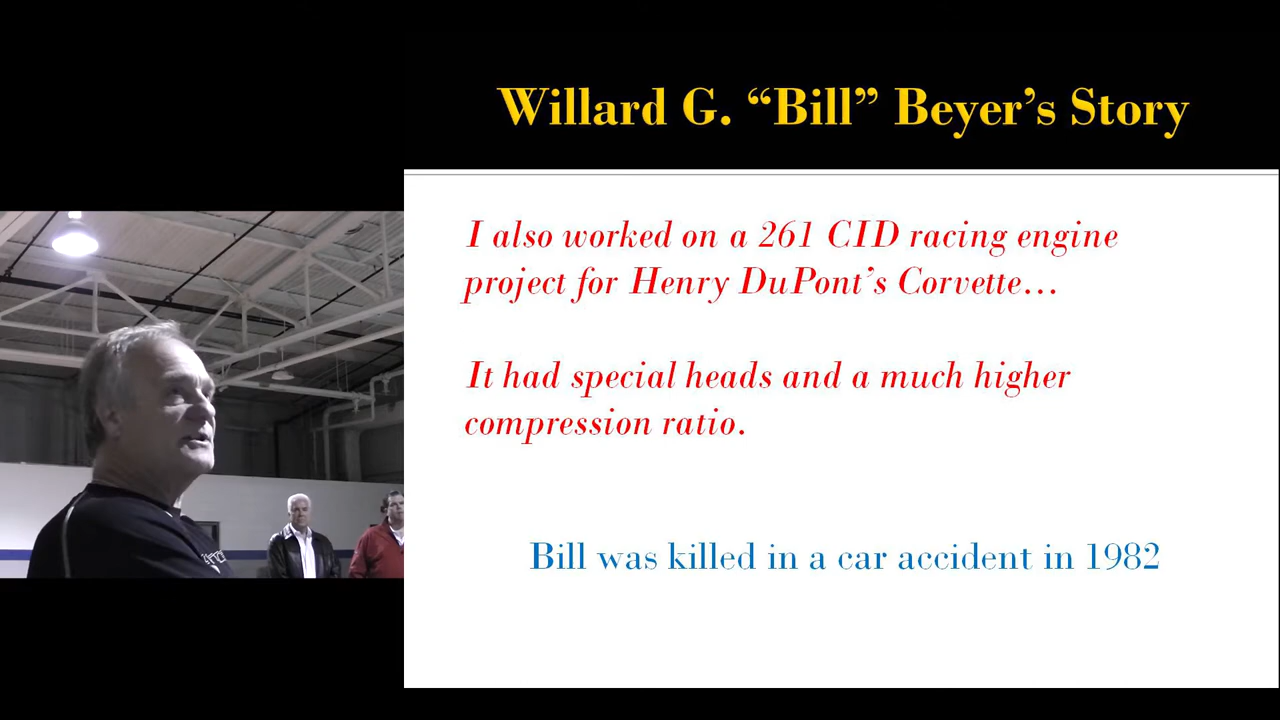 Willard G. “Bill” Beyer’s Story
I also worked on a 261 CID racing engine
project for Henry DuPont’s Corvette…
It had special heads and a much higher
compression ratio.
Bill was killed in a car accident in 1982